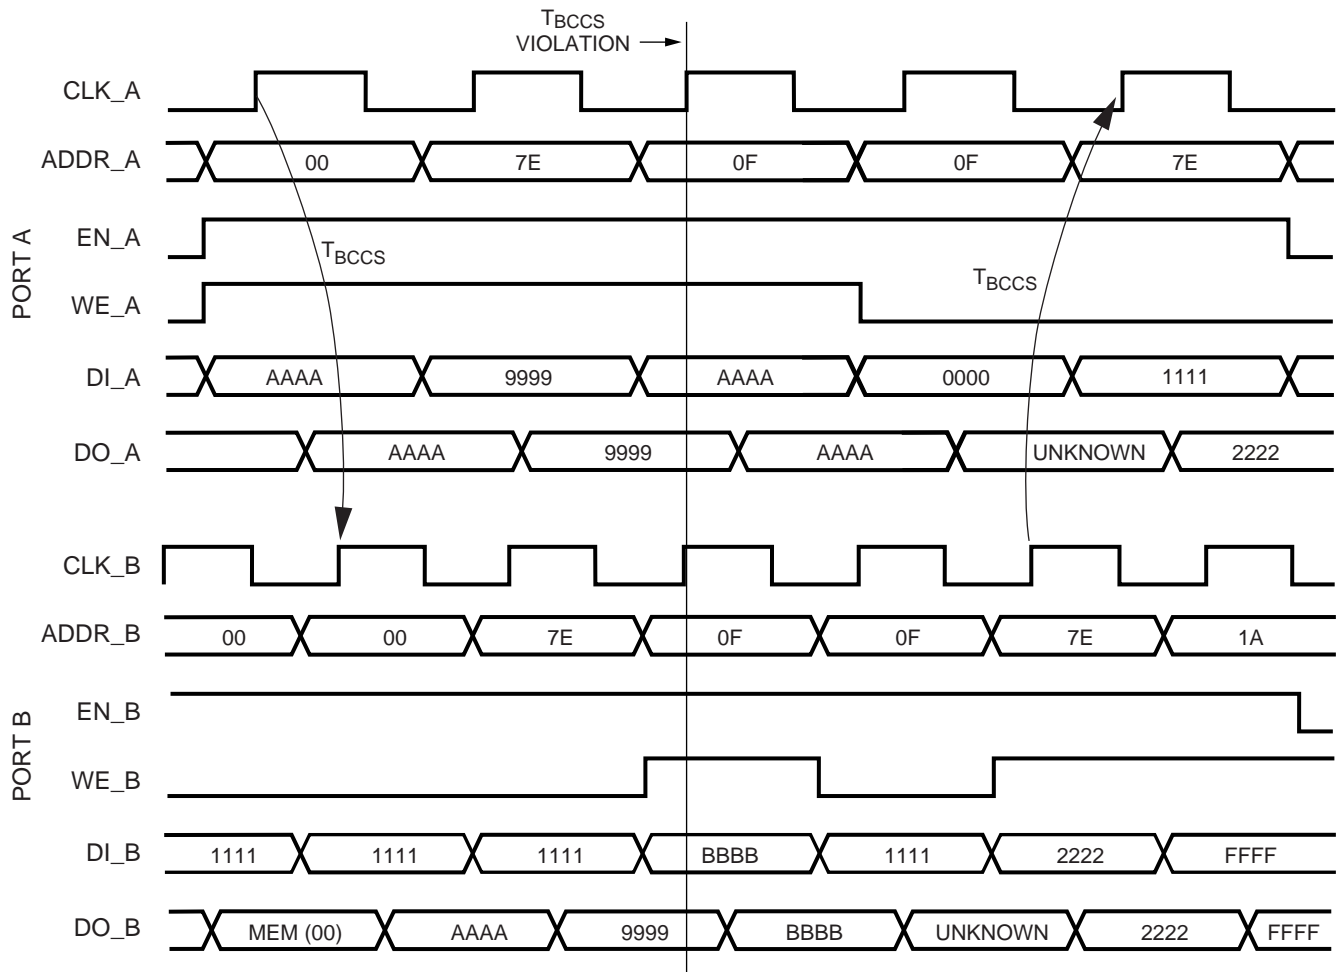 TBCCS
VIOLATION
CLK_A
ADDR_A 00 7E 0F 0F 7E
EN_A
TBCCS
TBCCS
PORT A
WE_A
DI_A AAAA 9999 AAAA 0000 1111
DO_A AAAA 9999 AAAA UNKNOWN 2222
CLK_B
ADDR_B 00 00 7E 0F 0F 7E 1A
EN_B
PORT B
WE_B
DI_B 1111 1111 1111 BBBB 1111 2222 FFFF
DO_B MEM (00) AAAA 9999 BBBB UNKNOWN 2222 FFFF